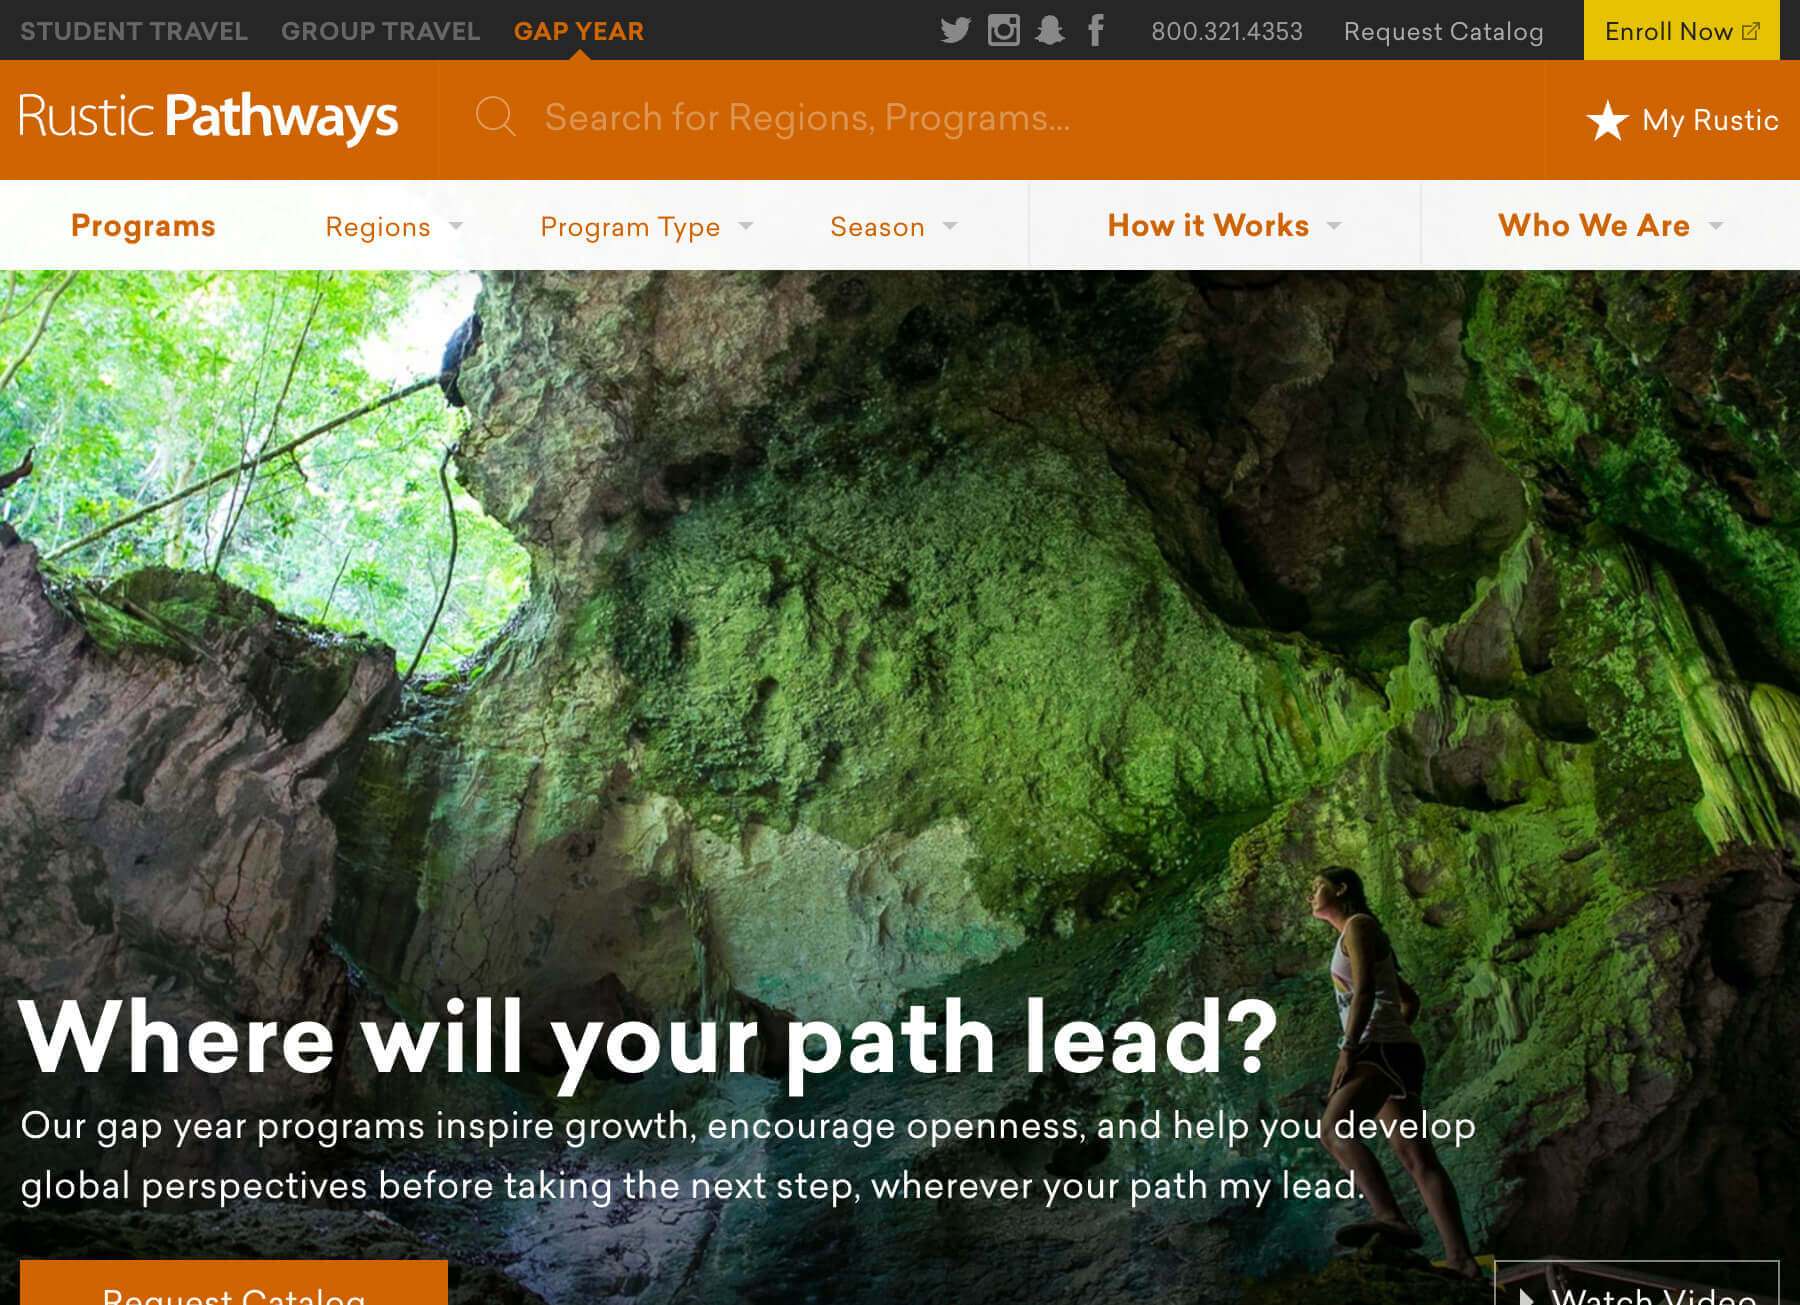 STUDENT TRAVEL GROUP TRAVEL GAP YEAR 800.321.4353 Request Catalog Enroll Now
Rustic Pathways Search for Regions, Programs... My Rustic
Programs Regions Program Type Season How it Works Who We Are
Where will your path lead?
Our gap year programs inspire growth, encourage openness, and help you develop
global perspectives before taking the next step, wherever your path my lead.
Request Catalog Watch Video